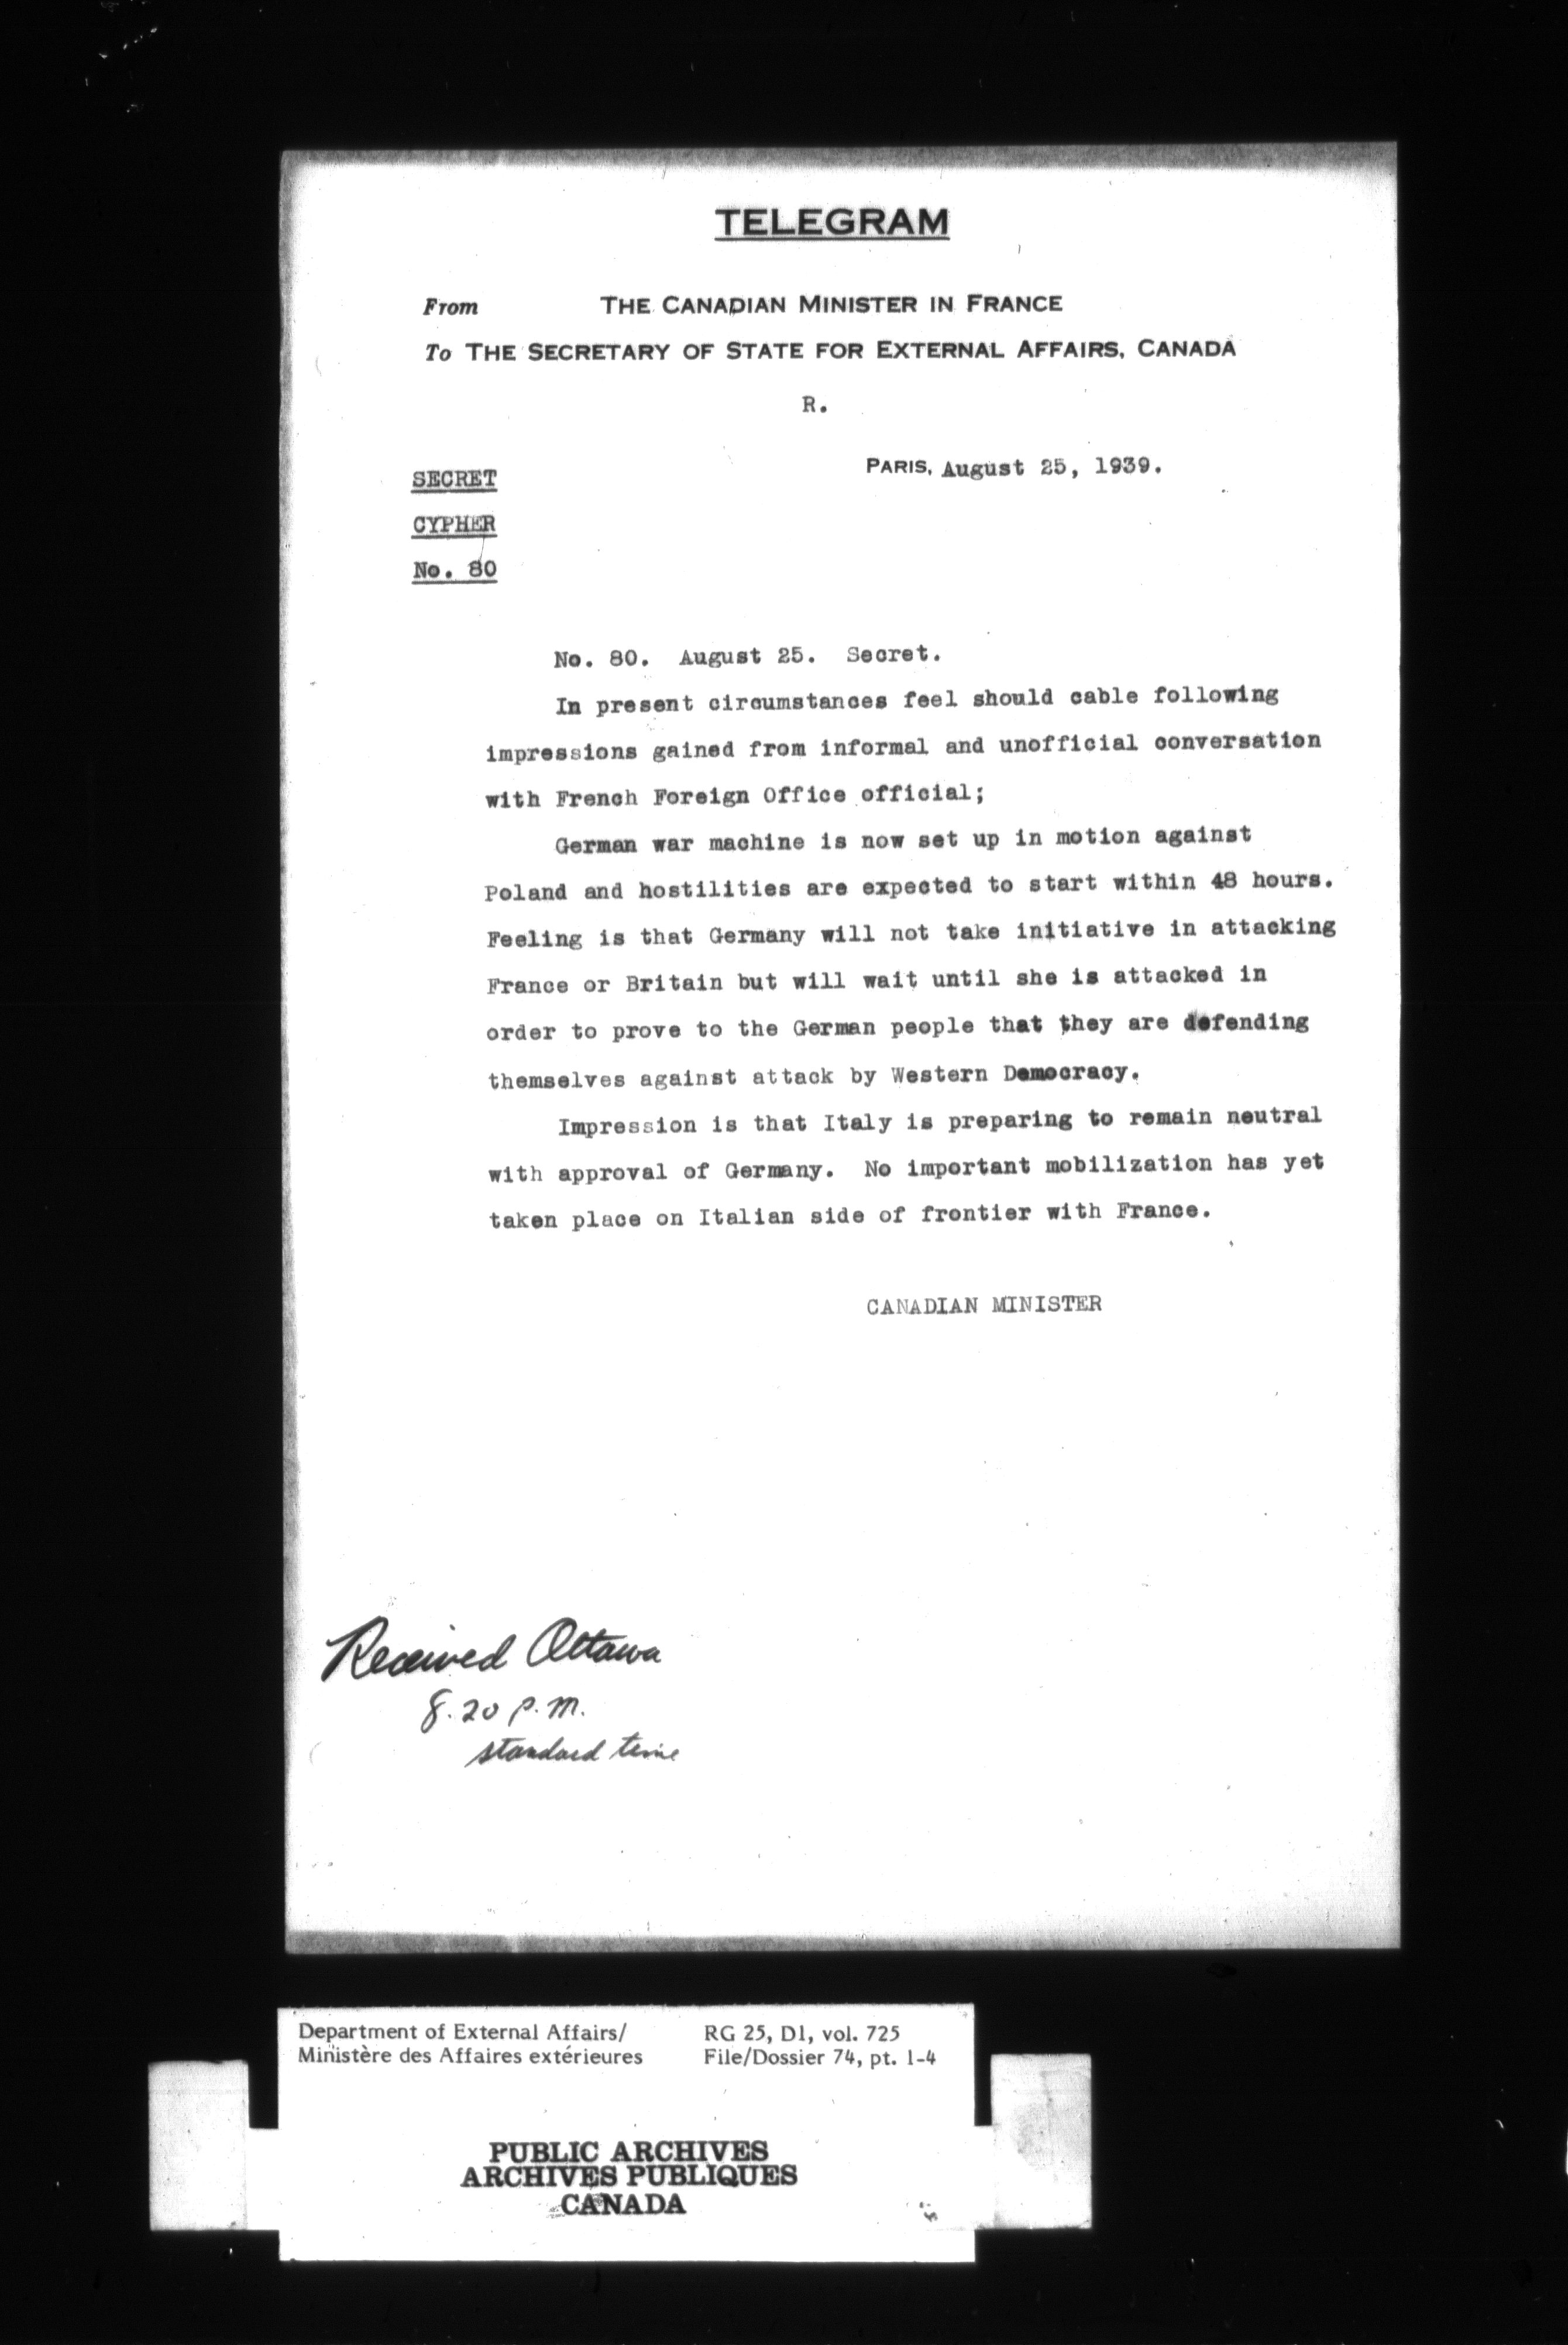 TELEGRAM
From THE CANADIAN MINISTER IN FRANCE
To THE SECRETARY OF STATE FOR EXTERNAL AFFAIRS, CANADA
R.
PARIS, August 25, 1939.
SECRET
CYPHER
No. 80
No. 80. August 25. Secret.
In present circumstances feel should cable following
impressions gained from informal and unofficial conversation
with French Foreign Office official;
German war machine is now set up in motion against
Poland and hostilities are expected to start within 48 hours.
Feeling is that Germany will not take initiative in attacking
France or Britain but will wait until she is attacked in
order to prove to the German people that they are defending
themselves against attack by Western Democracy.
Impression is that Italy is preparing to remain neutral
with approval of Germany. No important mobilization has yet
taken place on Italian side of frontier with France.
CANADIAN MINISTER
Received Ottawa
8.20 p.m.
standard time
Department of External Affairs/ RG 25, D1, vol. 725
Ministère des Affaires extérieures File/Dossier 74, pt. 1-4
PUBLIC ARCHIVES
ARCHIVES PUBLIQUES
CANADA